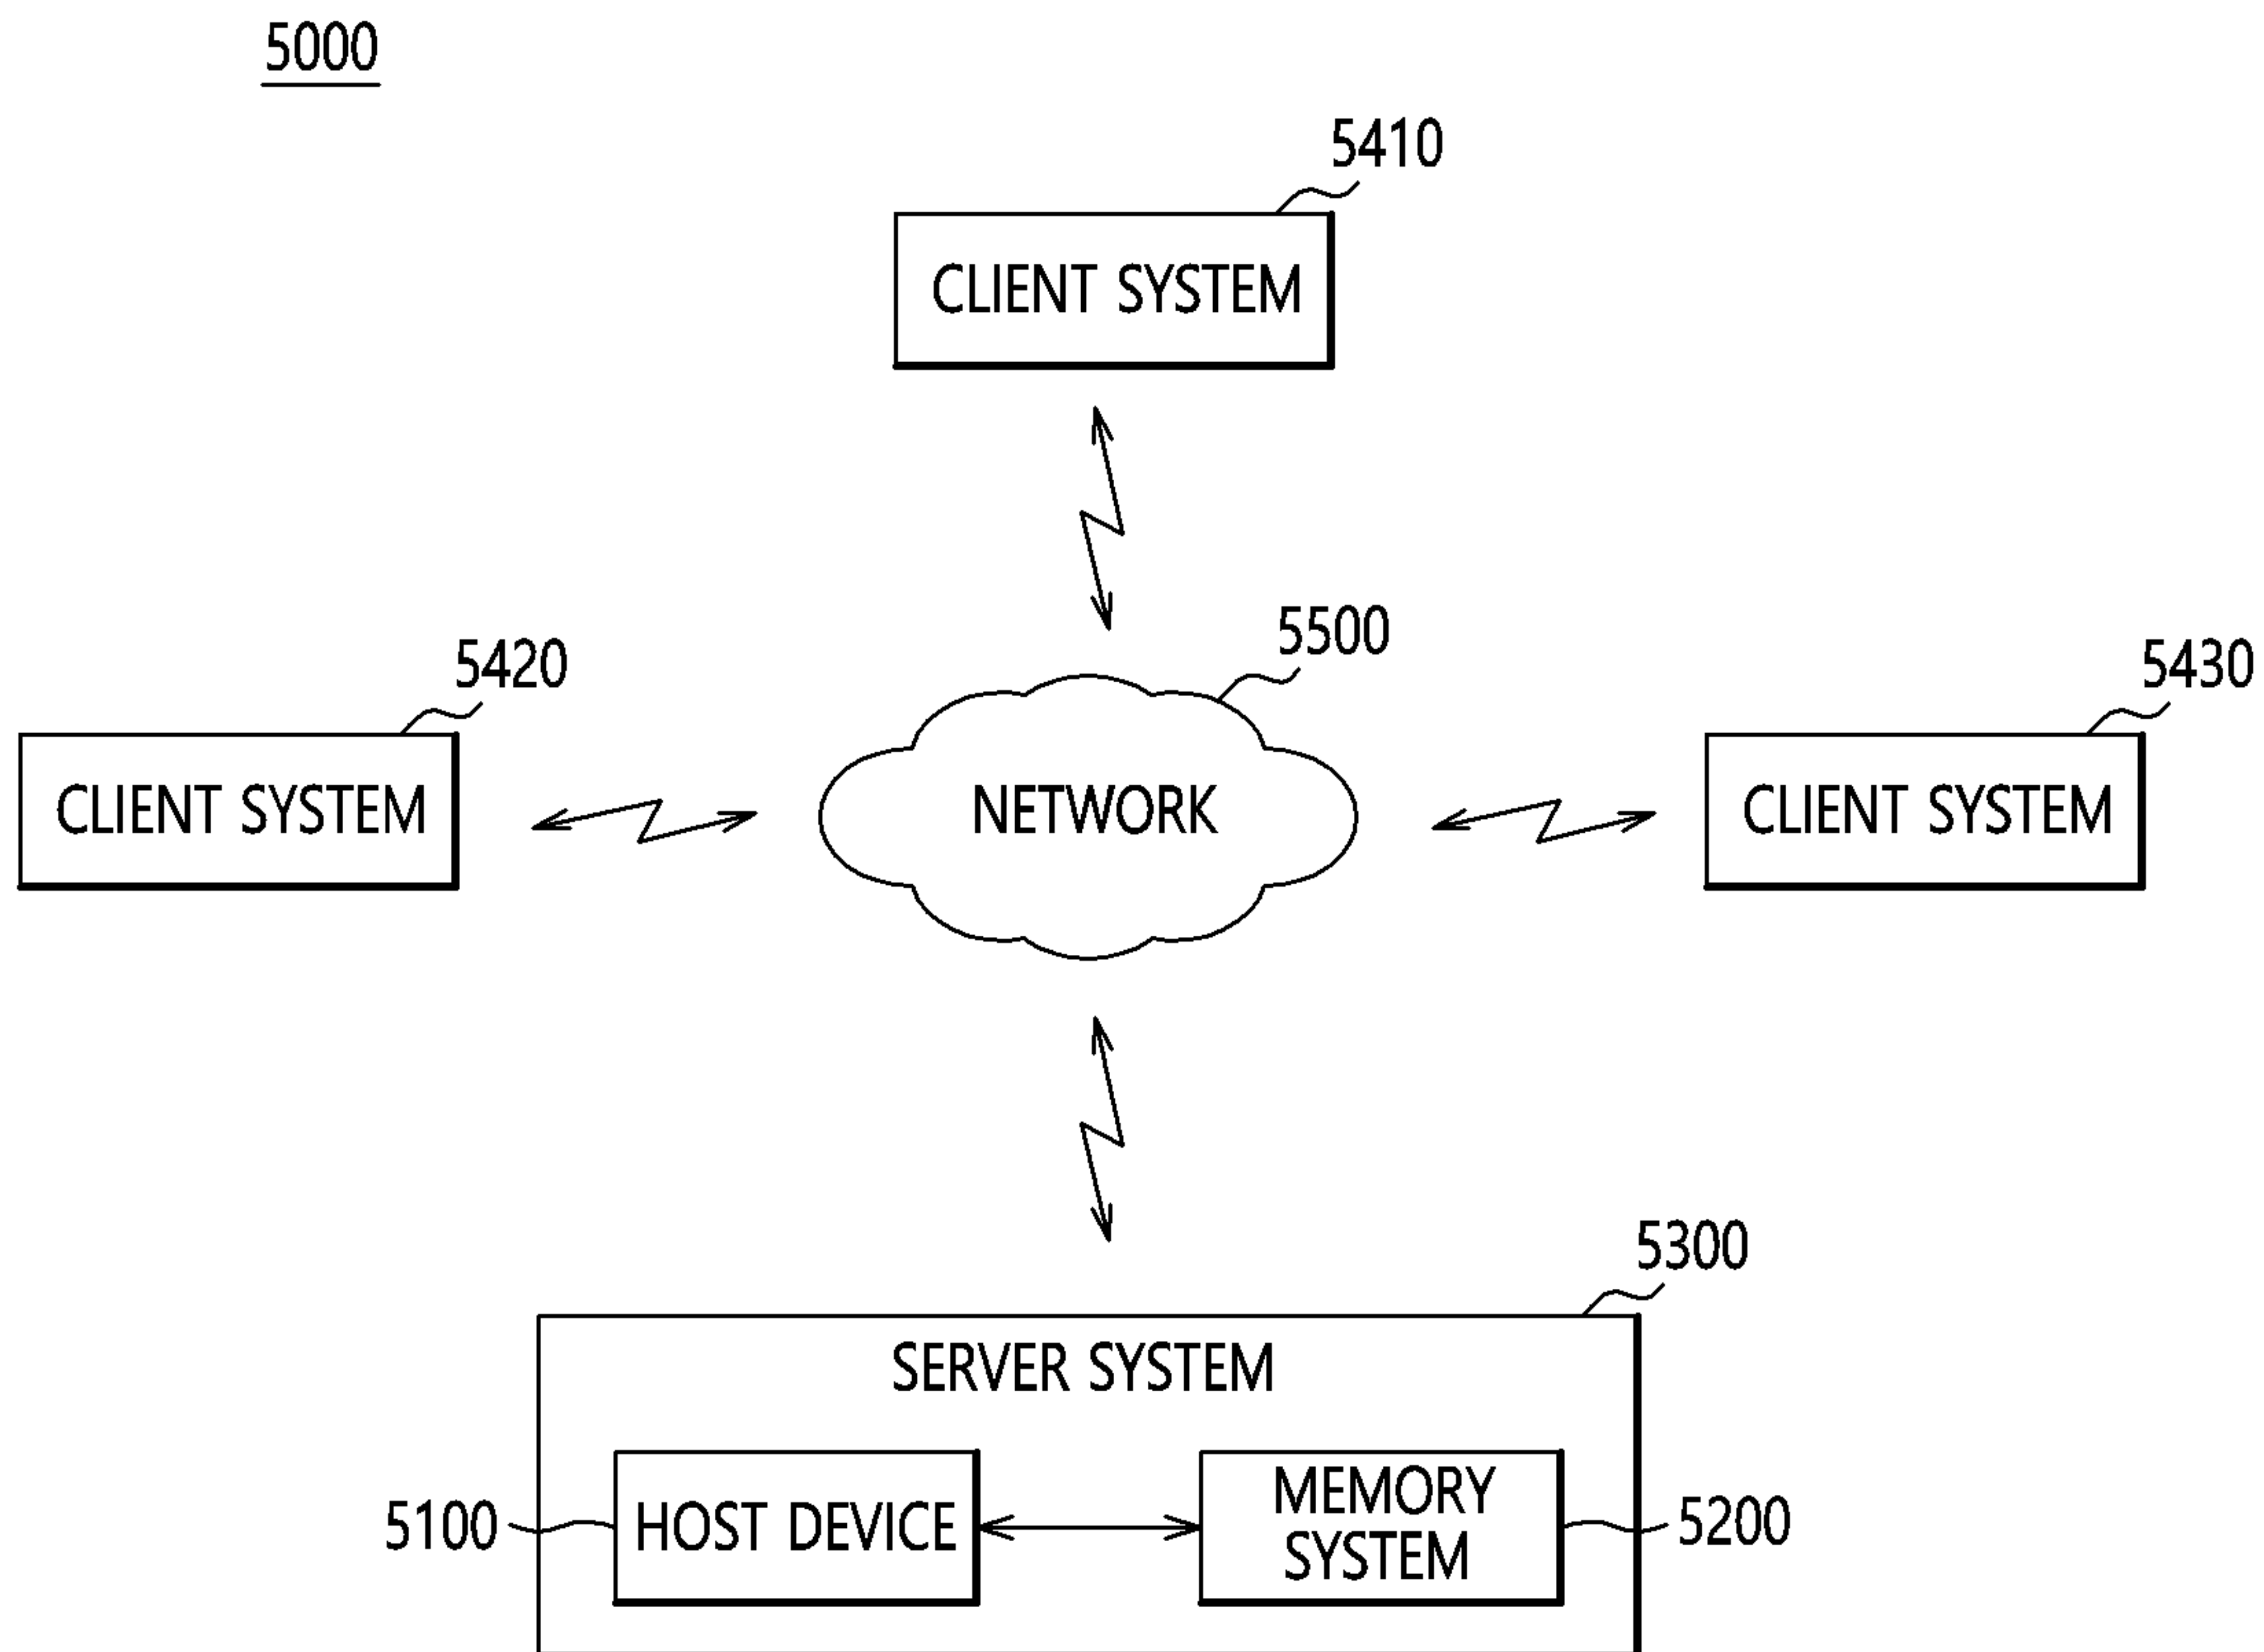 5000
5410
CLIENT SYSTEM
5500
5420
5430
CLIENT SYSTEM
NETWORK
CLIENT SYSTEM
5300
SERVER SYSTEM
5100
HOST DEVICE
MEMORY
SYSTEM
5200